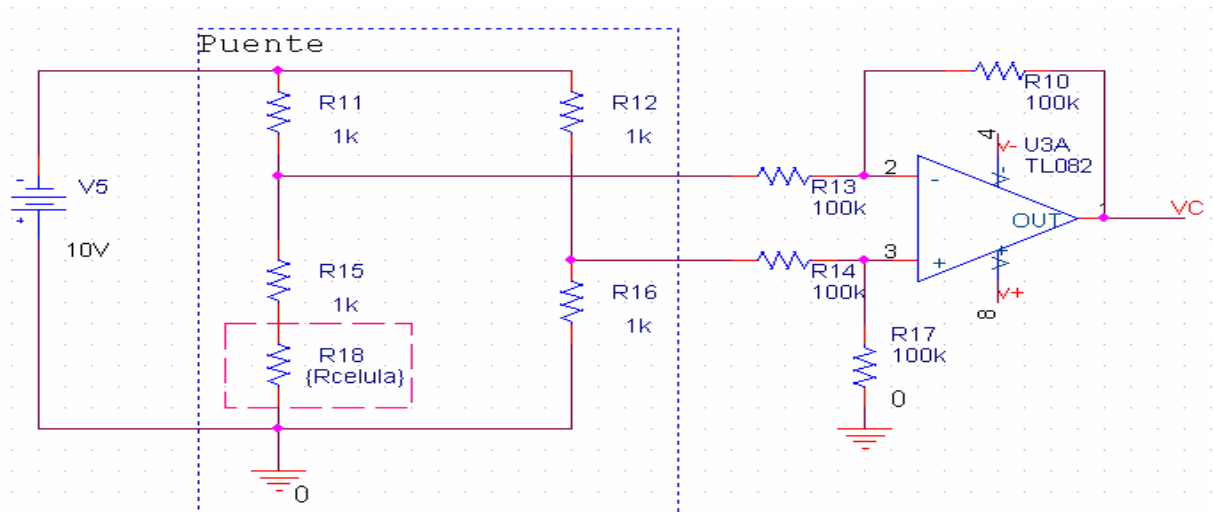 Puente
R11
1k
R12
1k
R10
100k
V5
10V
-
+
R13
100k
2
-
4
V-
V-
U3A
TL082
OUT
1
VC
R15
1k
R16
1k
R14
100k
3
+
V+
V+
8
R18
{Rcelula}
R17
100k
0
0